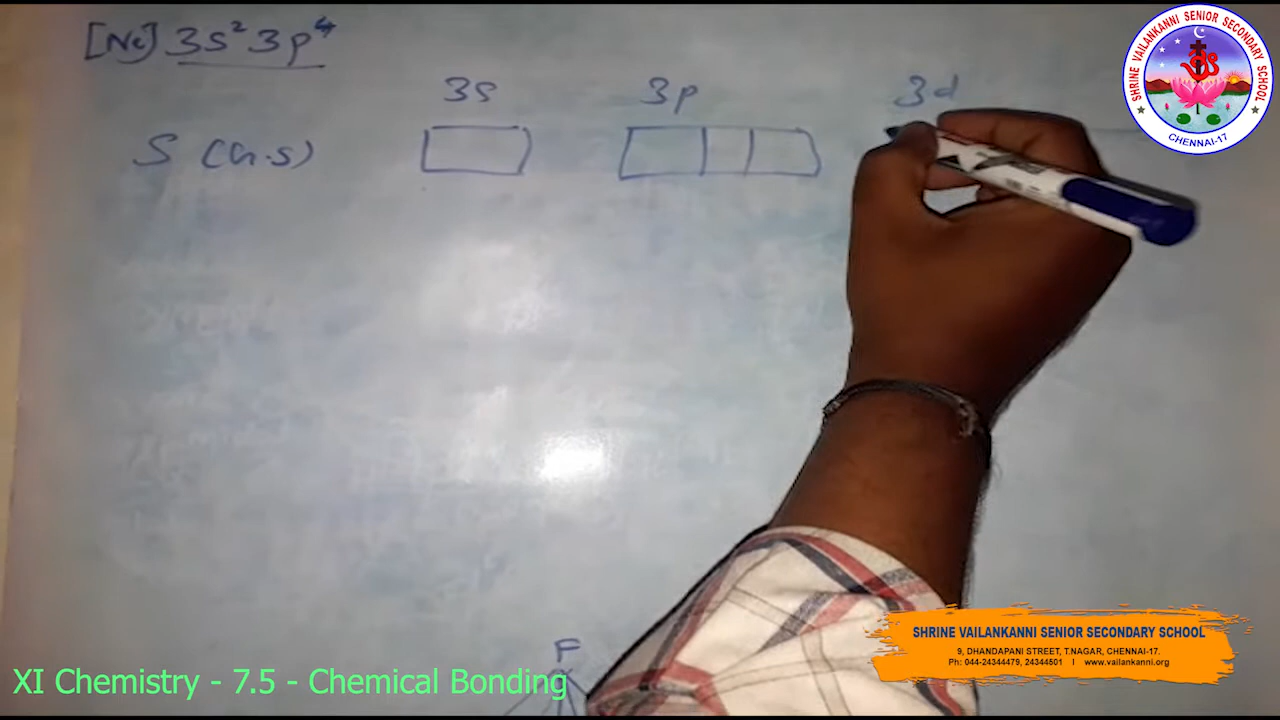 [Ne] 3s² 3p⁴
3s 3p 3d
S (G.S)
F
XI Chemistry - 7.5 - Chemical Bonding
SHRINE VAILANKANNI SENIOR SECONDARY SCHOOL
CHENNAI-17
SHRINE VAILANKANNI SENIOR SECONDARY SCHOOL
9, DHANDAPANI STREET, T.NAGAR, CHENNAI-17.
Ph: 044-24344479, 24344501 I www.vailankanni.org